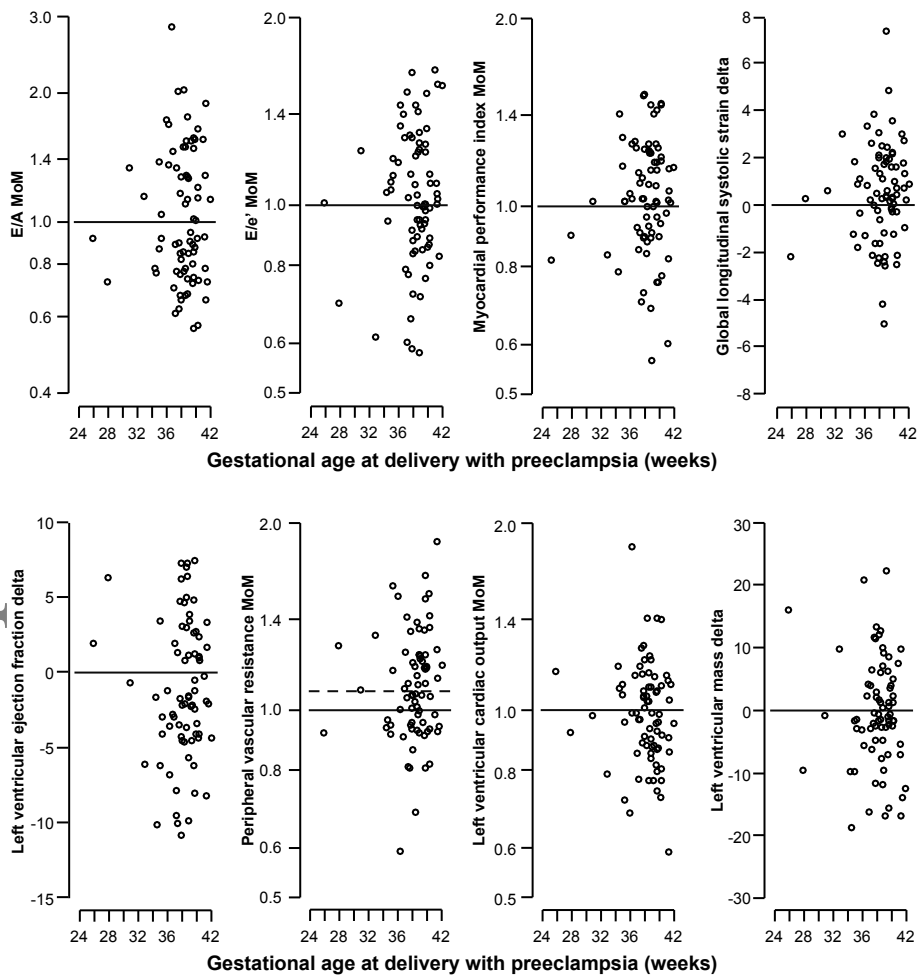 E/A MoM
3.0
2.0
1.4
1.0
0.8
0.6
0.4
24 28 32 36 42
E/e' MoM
2.0
1.4
1.0
0.8
0.6
0.5
24 28 32 36 42
Myocardial performance index MoM
2.0
1.4
1.0
0.8
0.6
0.5
24 28 32 36 42
Global longitudinal systolic strain delta
8
6
4
2
0
-2
-4
-6
-8
24 28 32 36 42
Gestational age at delivery with preeclampsia (weeks)
Left ventricular ejection fraction delta
10
5
0
-5
-10
-15
24 28 32 36 42
Peripheral vascular resistance MoM
2.0
1.4
1.0
0.8
0.6
0.5
24 28 32 36 42
Left ventricular cardiac output MoM
2.0
1.4
1.0
0.8
0.6
0.5
24 28 32 36 42
Left ventricular mass delta
30
20
10
0
-10
-20
-30
24 28 32 36 42
Gestational age at delivery with preeclampsia (weeks)